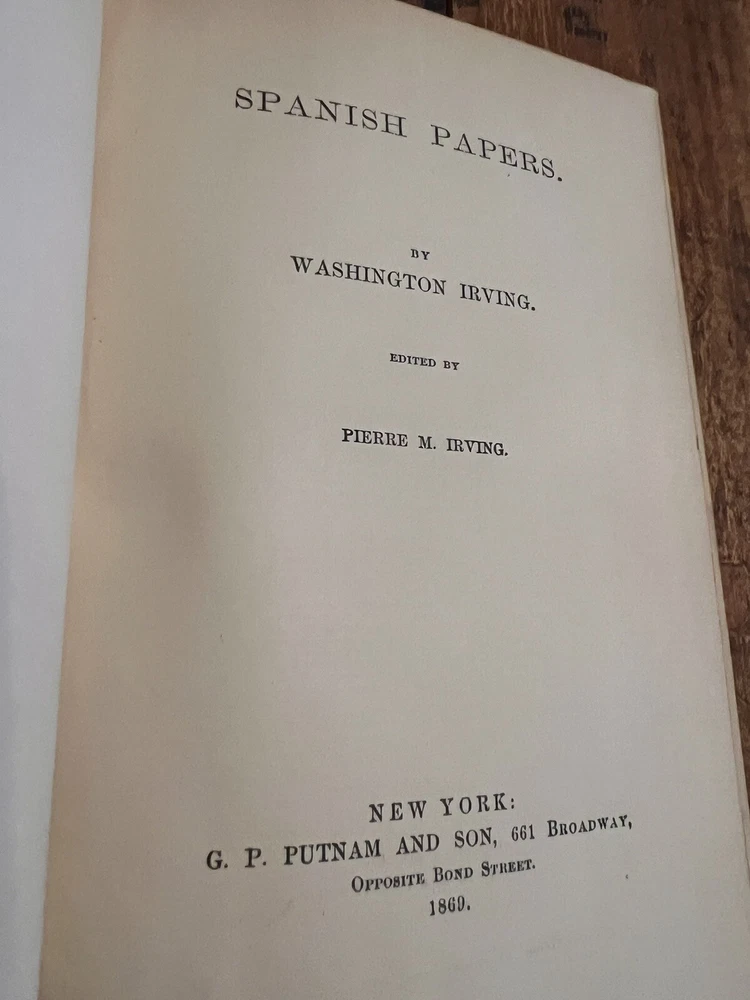 SPANISH PAPERS.
BY
WASHINGTON IRVING.
EDITED BY
PIERRE M. IRVING.
NEW YORK:
G. P. PUTNAM AND SON, 661 BROADWAY,
OPPOSITE BOND STREET.
1869.